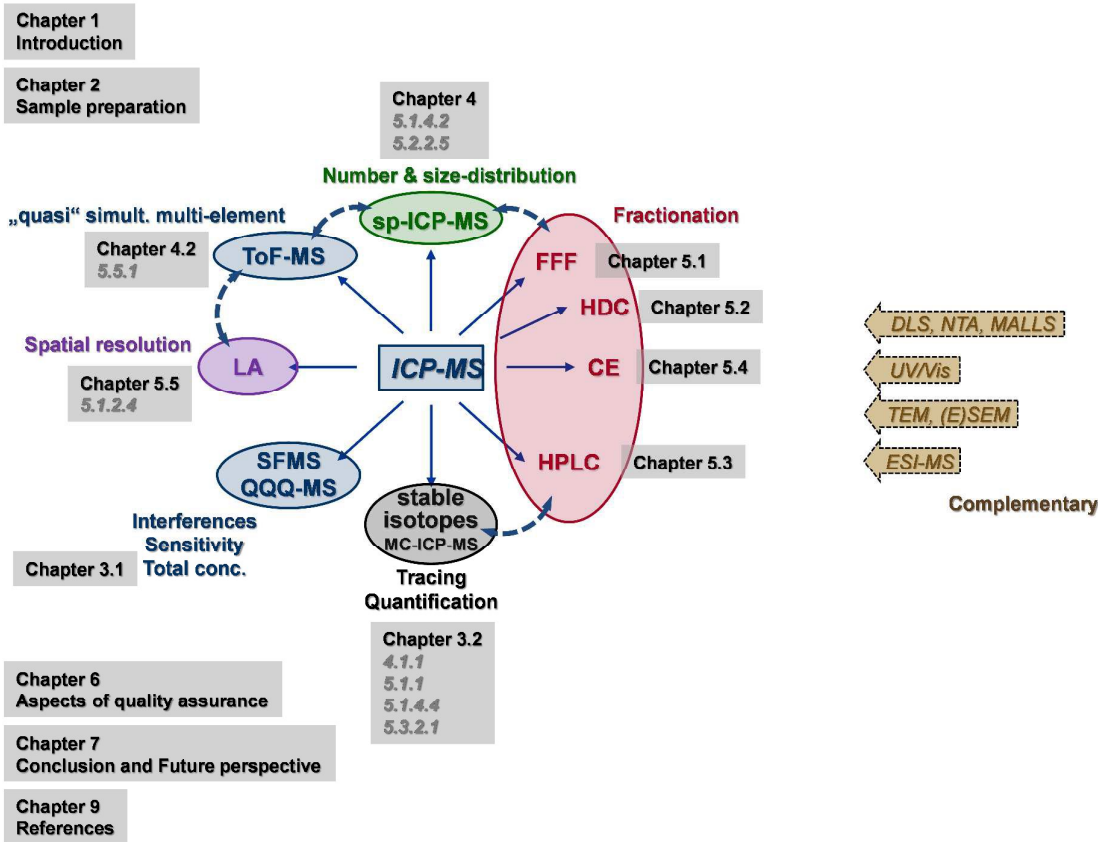 Chapter 1
Introduction
Chapter 2
Sample preparation
Chapter 4
5.1.4.2
5.2.2.5
Number & size-distribution
sp-ICP-MS
„quasi“ simult. multi-element
Chapter 4.2
5.5.1
ToF-MS
Fractionation
FFF
Chapter 5.1
HDC
Chapter 5.2
CE
Chapter 5.4
HPLC
Chapter 5.3
Spatial resolution
LA
Chapter 5.5
5.1.2.4
ICP-MS
SFMS
QQQ-MS
Interferences
Sensitivity
Total conc.
Chapter 3.1
stable
isotopes
MC-ICP-MS
Tracing
Quantification
Chapter 3.2
4.1.1
5.1.1
5.1.4.4
5.3.2.1
DLS, NTA, MALLS
UV/Vis
TEM, (E)SEM
ESI-MS
Complementary
Chapter 6
Aspects of quality assurance
Chapter 7
Conclusion and Future perspective
Chapter 9
References